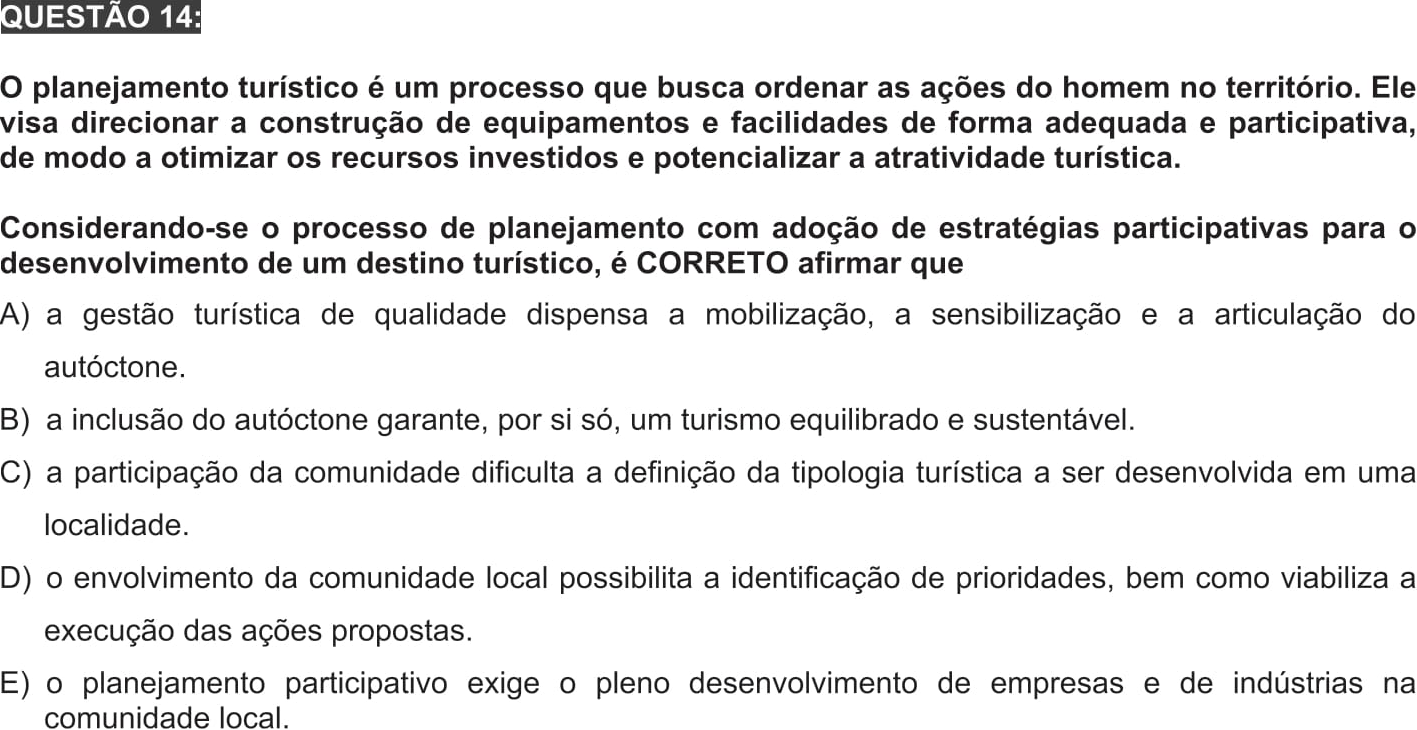 QUESTÃO 14:
O planejamento turístico é um processo que busca ordenar as ações do homem no território. Ele
visa direcionar a construção de equipamentos e facilidades de forma adequada e participativa,
de modo a otimizar os recursos investidos e potencializar a atratividade turística.
Considerando-se o processo de planejamento com adoção de estratégias participativas para o
desenvolvimento de um destino turístico, é CORRETO afirmar que
A) a gestão turística de qualidade dispensa a mobilização, a sensibilização e a articulação do
autóctone.
B) a inclusão do autóctone garante, por si só, um turismo equilibrado e sustentável.
C) a participação da comunidade dificulta a definição da tipologia turística a ser desenvolvida em uma
localidade.
D) o envolvimento da comunidade local possibilita a identificação de prioridades, bem como viabiliza a
execução das ações propostas.
E) o planejamento participativo exige o pleno desenvolvimento de empresas e de indústrias na
comunidade local.